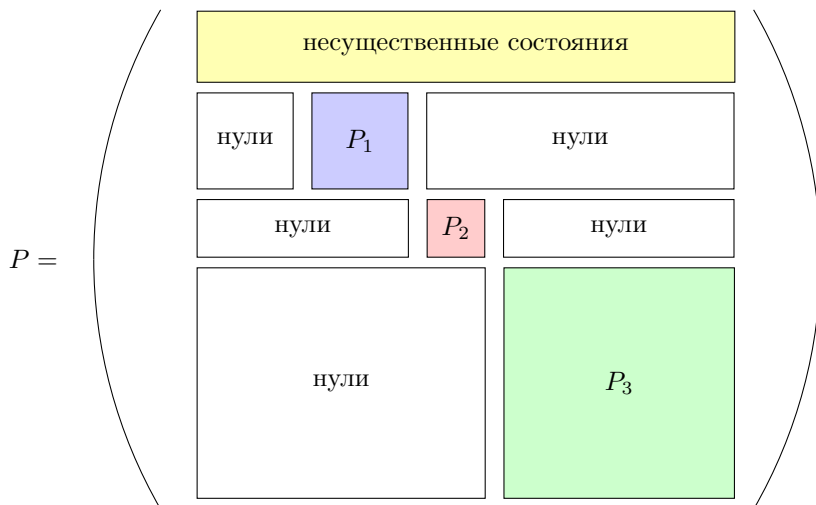 несущественные состояния
нули P₁ нули
нули P₂ нули
P =
нули P₃